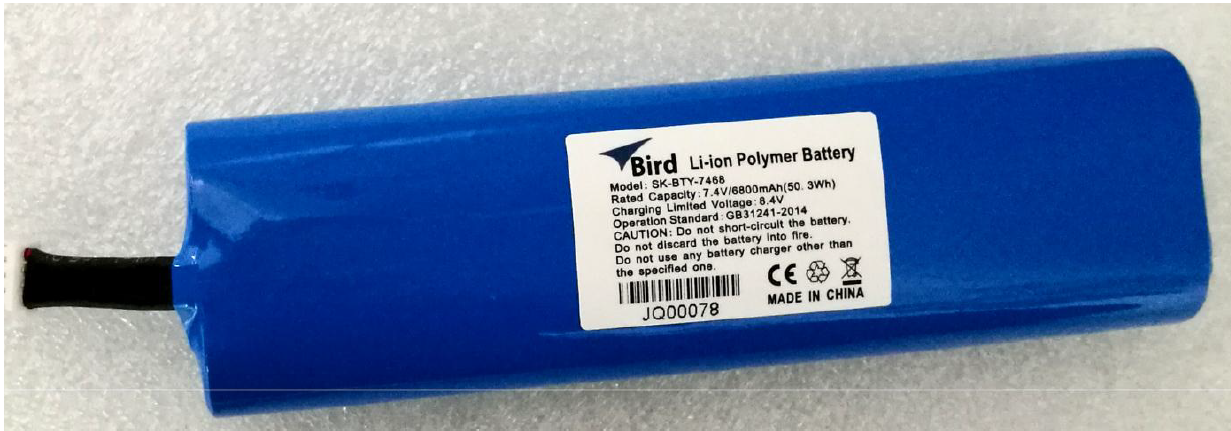 Bird Li-ion Polymer Battery
Model: SK-BTY-7468
Rated Capacity: 7.4V/6800mAh(50.3Wh)
Charging Limited Voltage: 8.4V
Operation Standard: GB31241-2014
CAUTION: Do not short-circuit the battery.
Do not discard the battery into fire.
Do not use any battery charger other than
the specified one.
CE
MADE IN CHINA
JQ00078